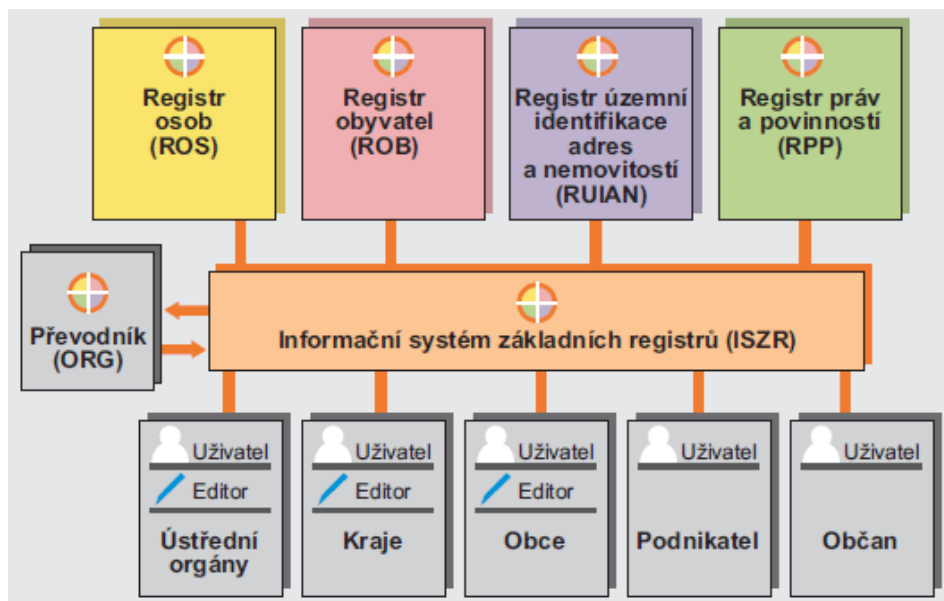 Registr
osob
(ROS)
Registr
obyvatel
(ROB)
Registr územní
identifikace
adres
a nemovitostí
(RUIAN)
Registr práv
a povinností
(RPP)
Převodník
(ORG)
Informační systém základních registrů (ISZR)
Uživatel
Editor
Ústřední
orgány
Uživatel
Editor
Kraje
Uživatel
Editor
Obce
Uživatel
Podnikatel
Uživatel
Občan